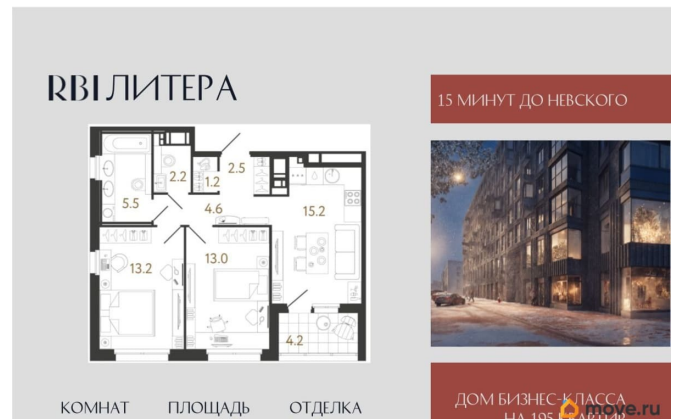 RBI ЛИТЕРА
15 МИНУТ ДО НЕВСКОГО
2.2
1.2
2.5
5.5
4.6
15.2
13.2
13.0
4.2
КОМНАТ ПЛОЩАДЬ ОТДЕЛКА
ДОМ БИЗНЕС-КЛАССА
НА 195 КВАРТИР
move.ru